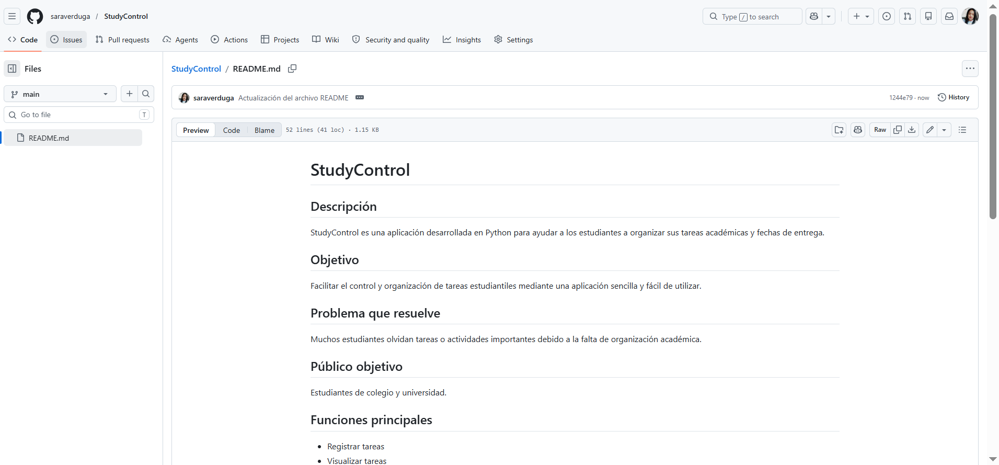 saraverduga / StudyControl
Type / to search
Code
Issues
Pull requests
Agents
Actions
Projects
Wiki
Security and quality
Insights
Settings
Files
main
Go to file
T
README.md
StudyControl / README.md
saraverduga Actualización del archivo README
1244e79 · now
History
Preview
Code
Blame
52 lines (41 loc) · 1.15 KB
Raw
StudyControl
Descripción
StudyControl es una aplicación desarrollada en Python para ayudar a los estudiantes a organizar sus tareas académicas y fechas de entrega.
Objetivo
Facilitar el control y organización de tareas estudiantiles mediante una aplicación sencilla y fácil de utilizar.
Problema que resuelve
Muchos estudiantes olvidan tareas o actividades importantes debido a la falta de organización académica.
Público objetivo
Estudiantes de colegio y universidad.
Funciones principales
• Registrar tareas
• Visualizar tareas